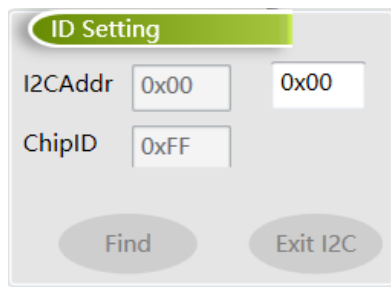 ID Setting
I2CAddr 0x00 0x00
ChipID 0xFF
Find Exit I2C